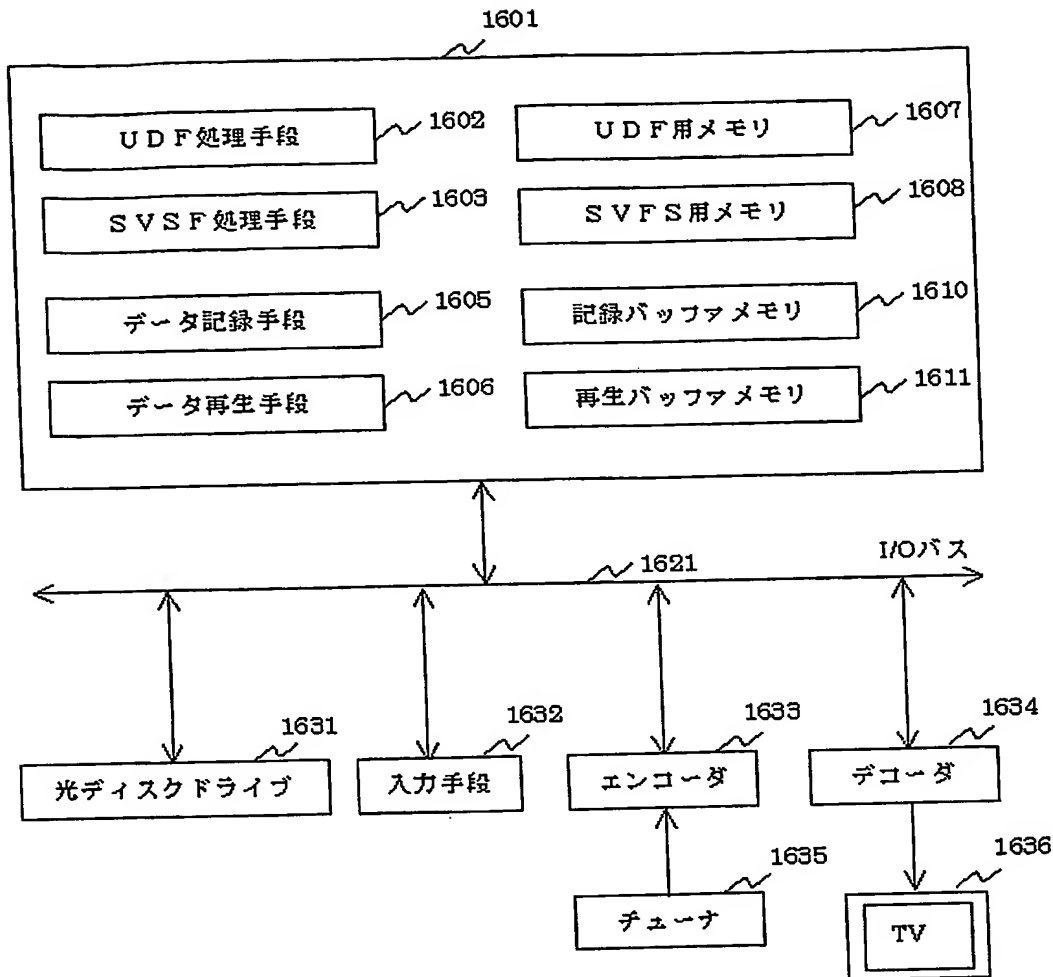 1601
UDF処理手段
1602
UDF用メモリ
1607
SVSF処理手段
1603
SVFS用メモリ
1608
データ記録手段
1605
記録バッファメモリ
1610
データ再生手段
1606
再生バッファメモリ
1611
1621
I/Oバス
1631
1632
1633
1634
光ディスクドライブ
入力手段
エンコーダ
デコーダ
1635
1636
チューナ
TV